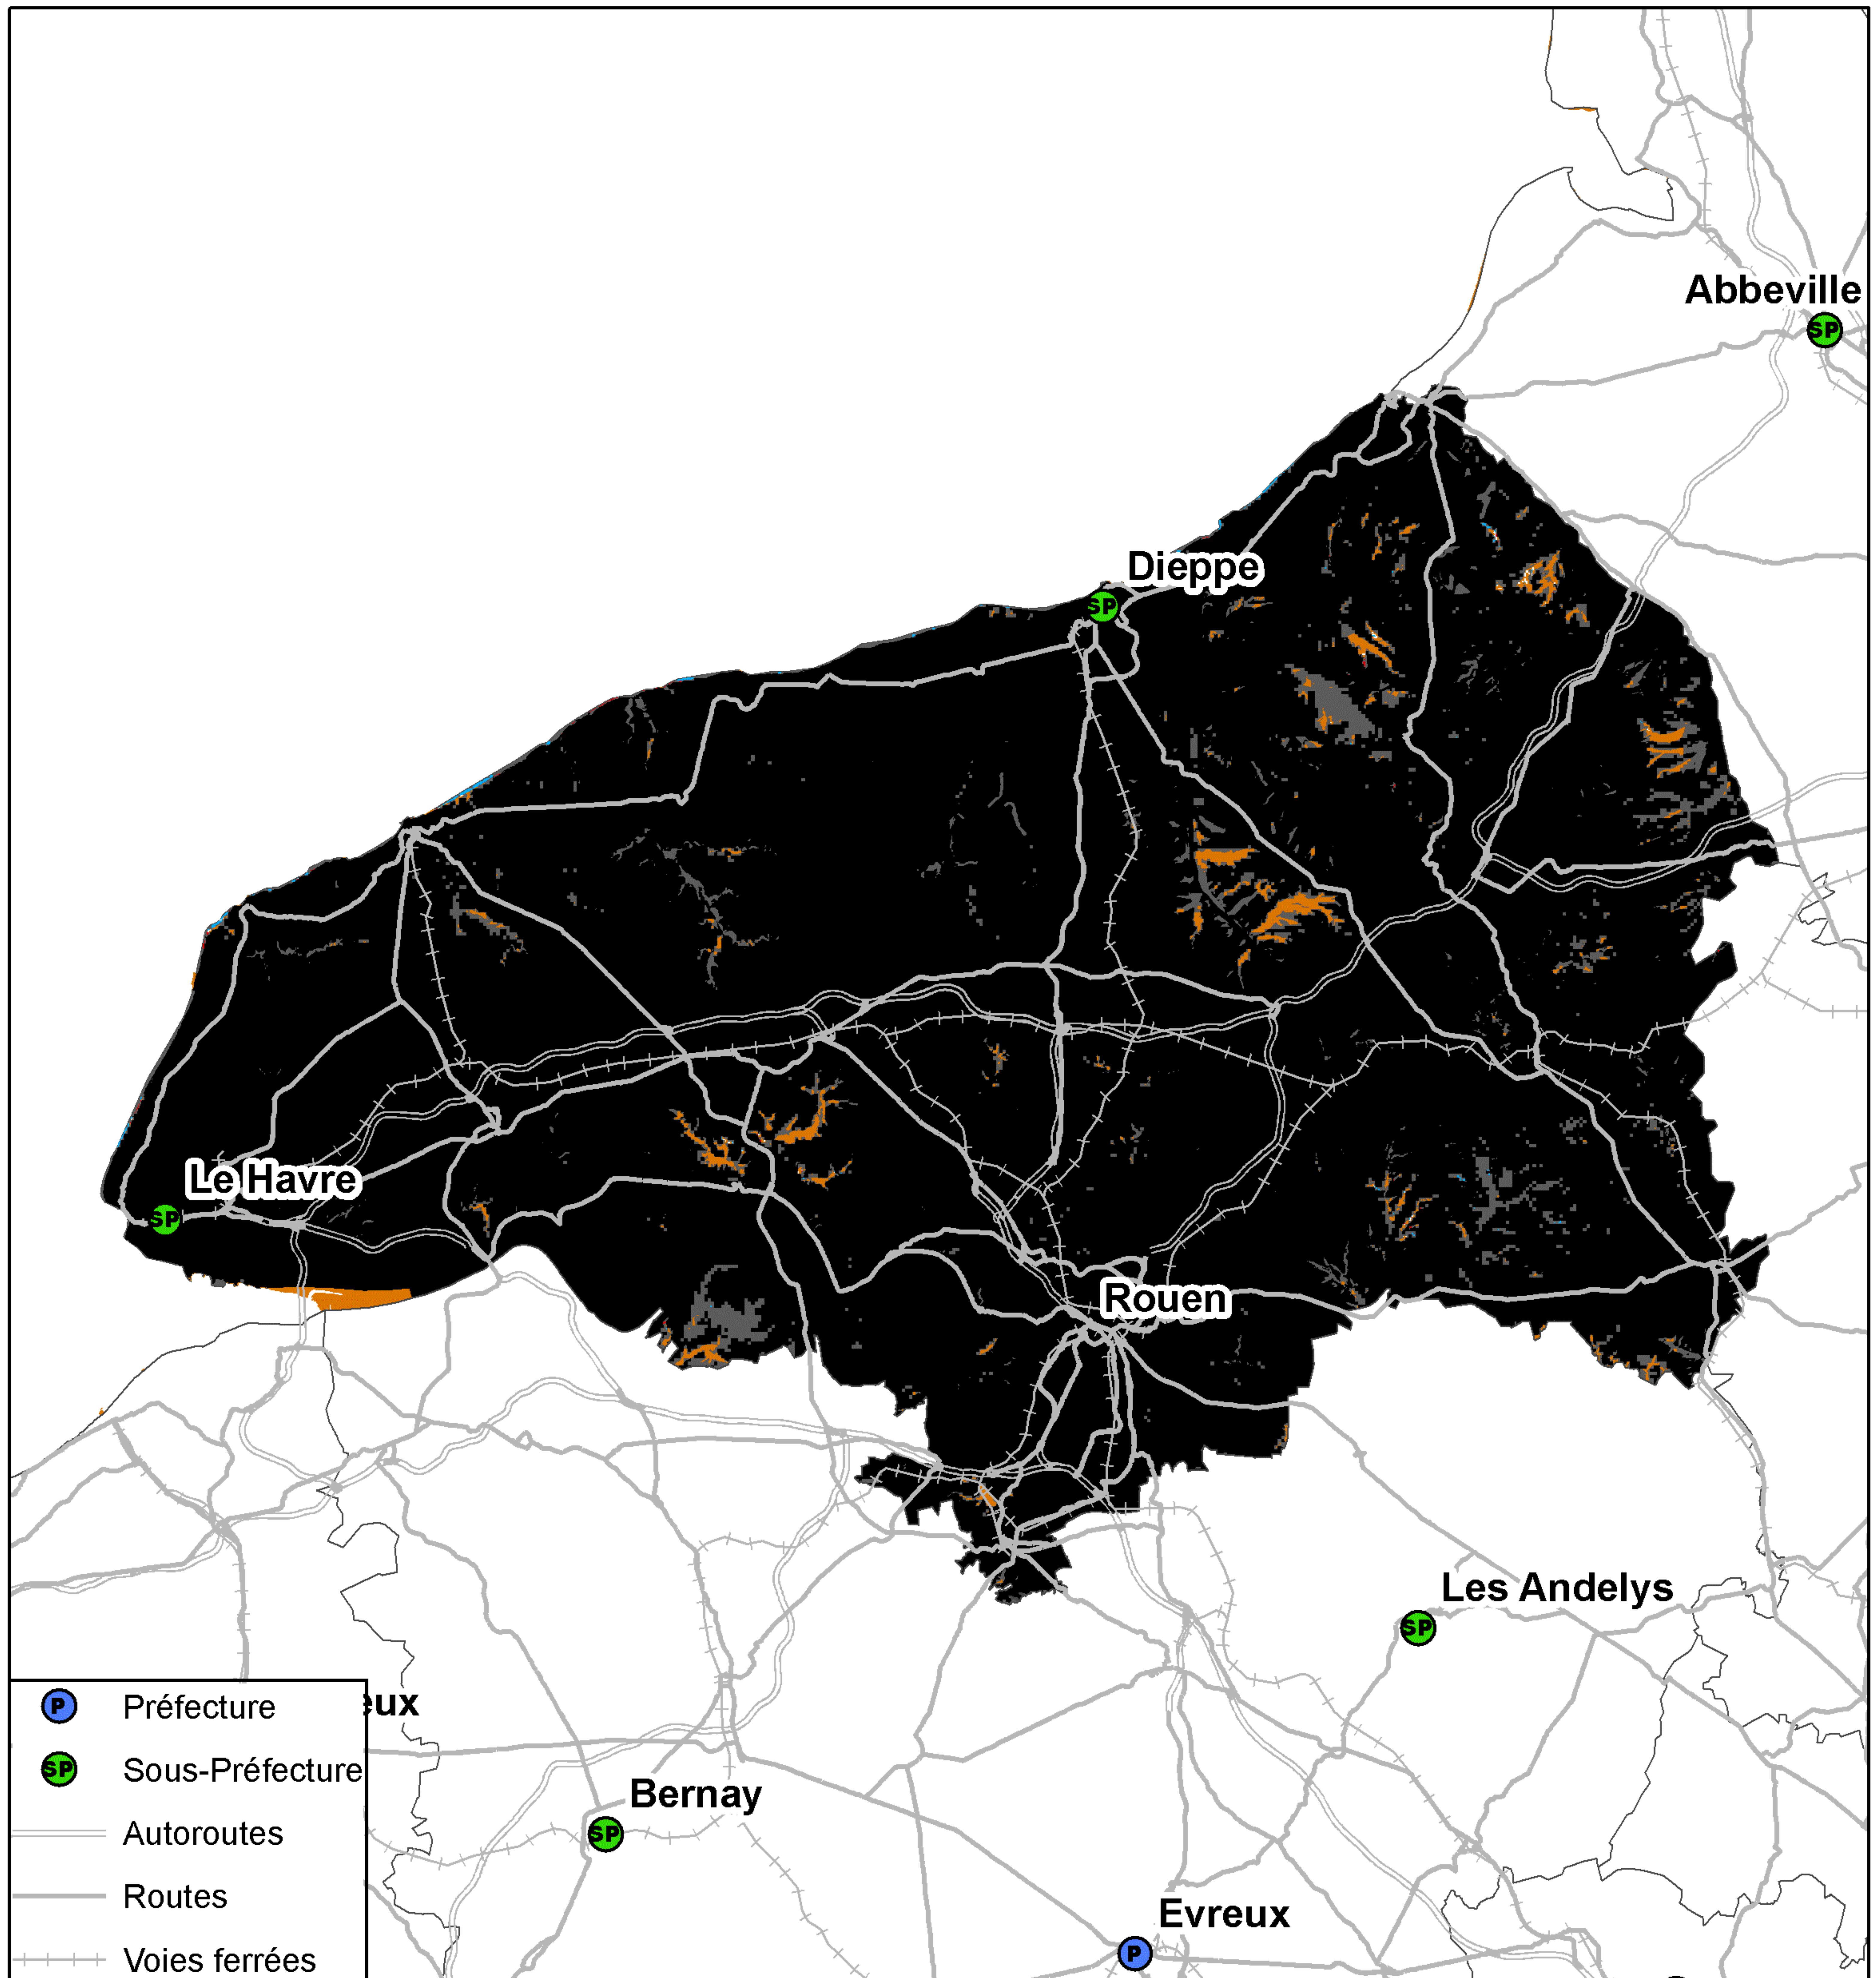 Abbeville
SP
Dieppe
SP
Le Havre
SP
Rouen
Les Andelys
SP
P Préfecture
eux
SP Sous-Préfecture
Bernay
SP
Autoroutes
Routes
Evreux
P
Voies ferrées